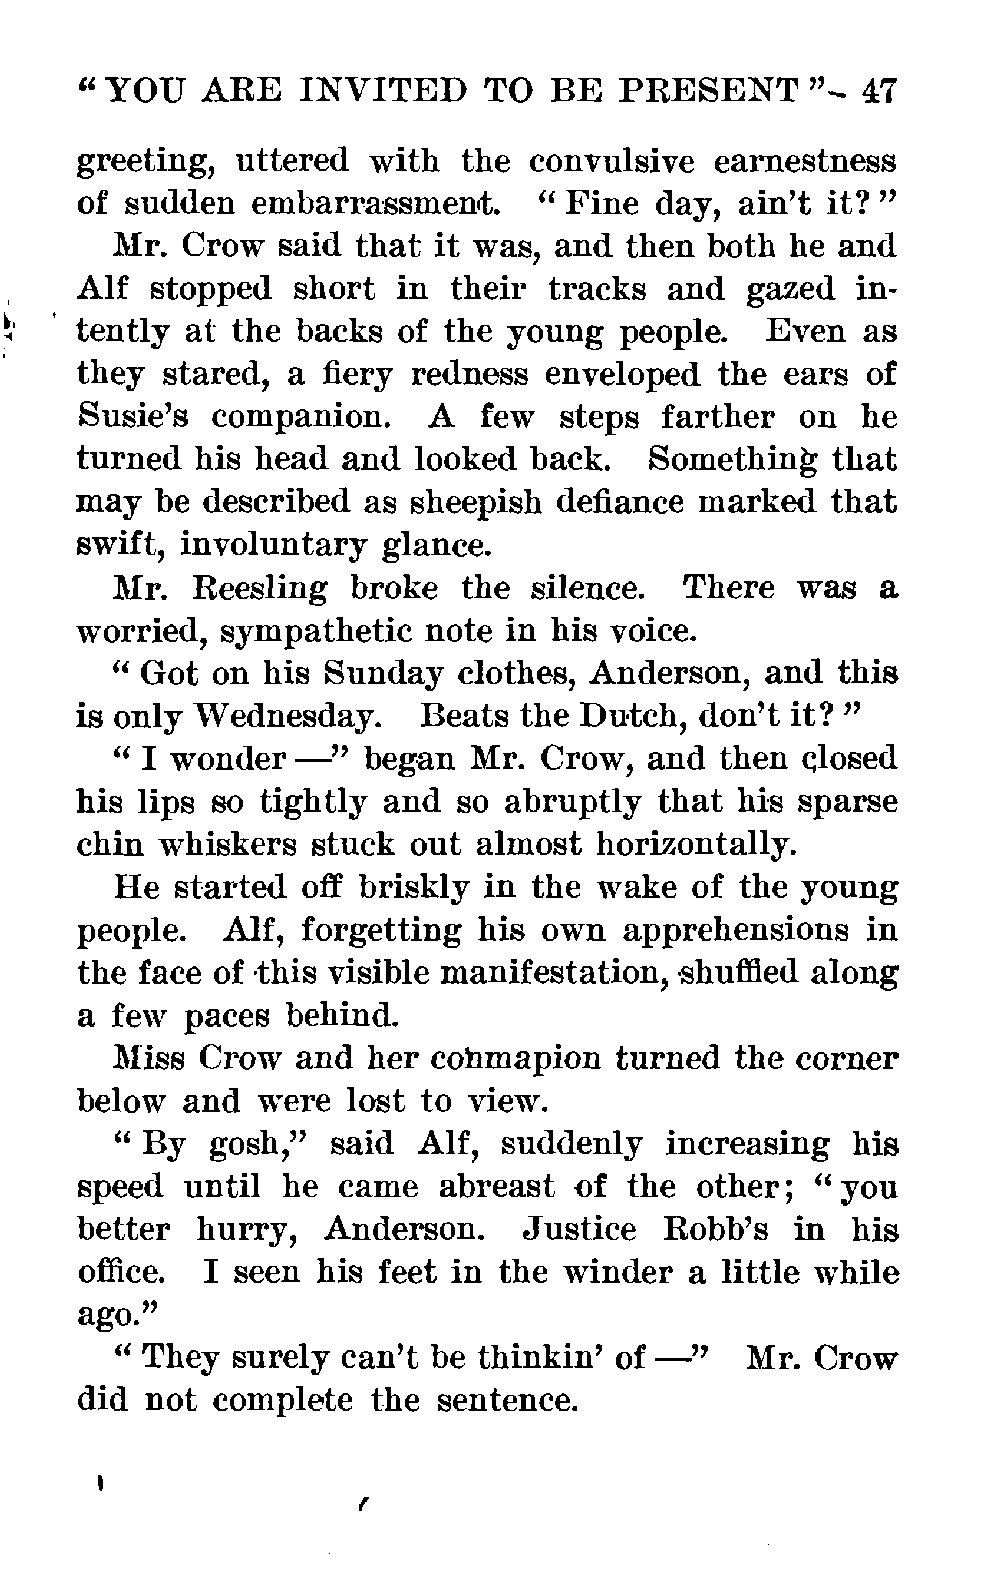 “ YOU ARE INVITED TO BE PRESENT ”- 47
greeting, uttered with the convulsive earnestness
of sudden embarrassment. “ Fine day, ain't it? ”
Mr. Crow said that it was, and then both he and
Alf stopped short in their tracks and gazed in-
tently at the backs of the young people. Even as
they stared, a fiery redness enveloped the ears of
Susie's companion. A few steps farther on he
turned his head and looked back. Something that
may be described as sheepish defiance marked that
swift, involuntary glance.
Mr. Reesling broke the silence. There was a
worried, sympathetic note in his voice.
“ Got on his Sunday clothes, Anderson, and this
is only Wednesday. Beats the Dutch, don't it? ”
“ I wonder —” began Mr. Crow, and then closed
his lips so tightly and so abruptly that his sparse
chin whiskers stuck out almost horizontally.
He started off briskly in the wake of the young
people. Alf, forgetting his own apprehensions in
the face of this visible manifestation, shuffled along
a few paces behind.
Miss Crow and her cohmapion turned the corner
below and were lost to view.
“ By gosh,” said Alf, suddenly increasing his
speed until he came abreast of the other; “ you
better hurry, Anderson. Justice Robb's in his
office. I seen his feet in the winder a little while
ago.”
“ They surely can't be thinkin' of —” Mr. Crow
did not complete the sentence.